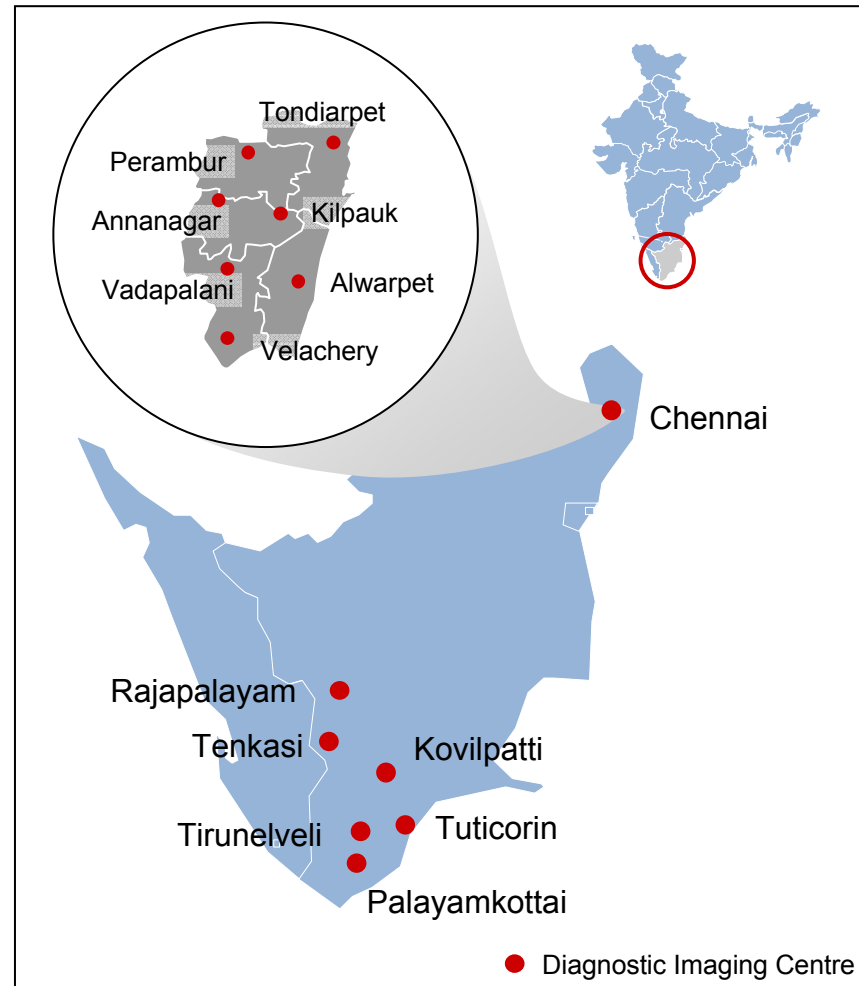 Tondiarpet
Perambur
Annanagar
Kilpauk
Vadapalani
Alwarpet
Velachery
Chennai
Rajapalayam
Tenkasi
Kovilpatti
Tirunelveli
Tuticorin
Palayamkottai
Diagnostic Imaging Centre